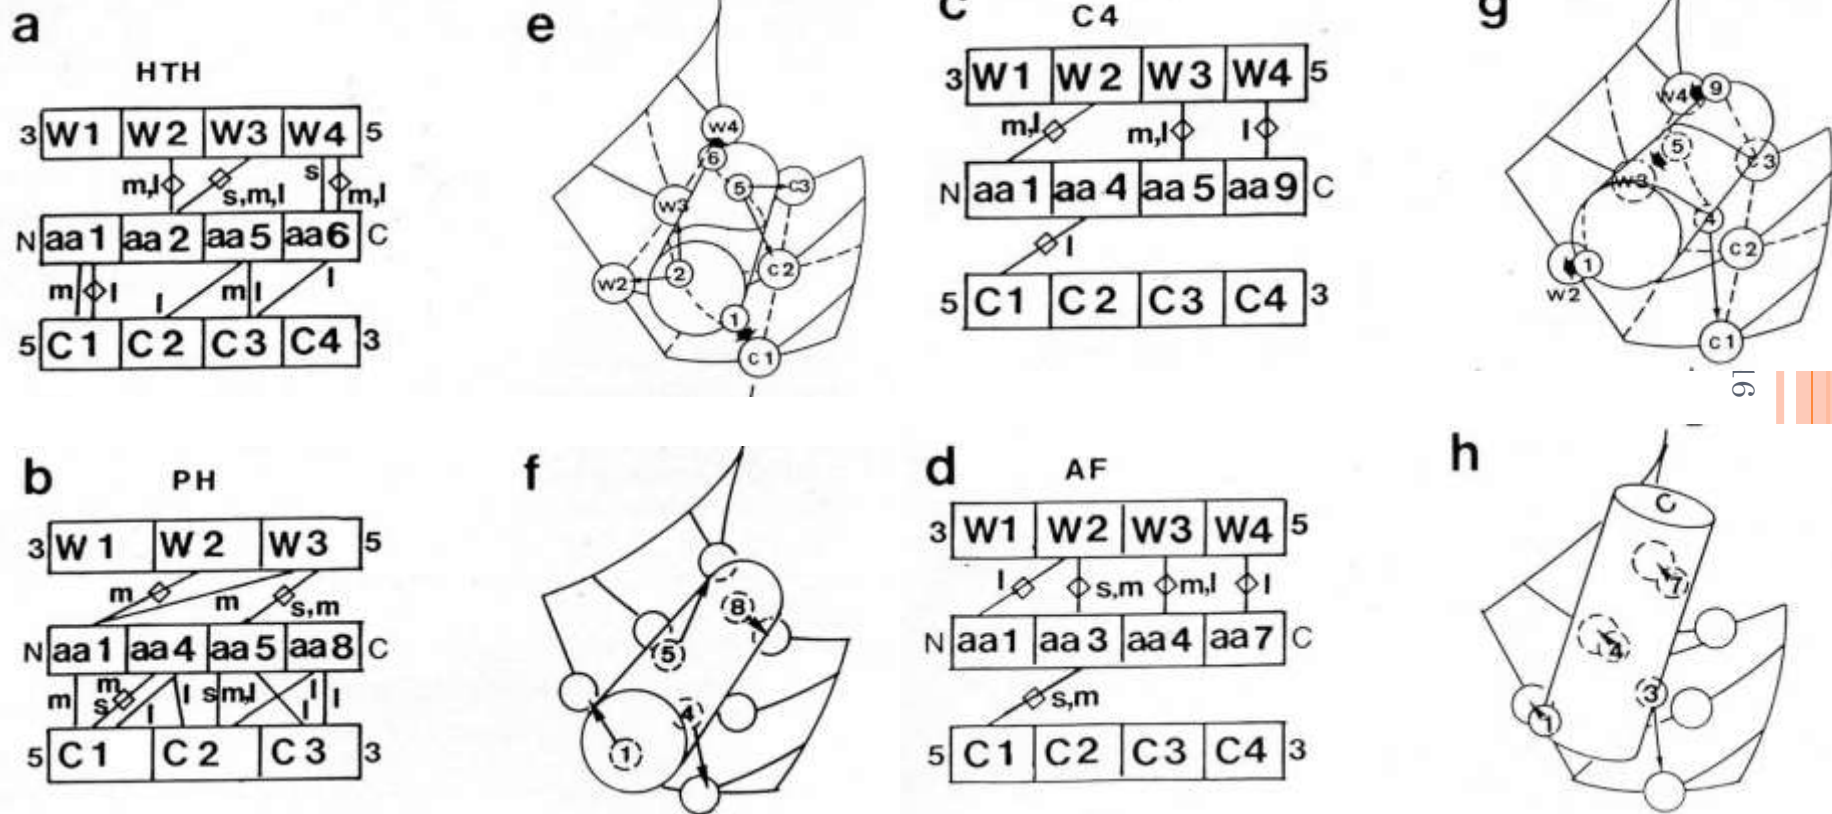 a
HTH
3 W1 W2 W3 W4 5
m,l s,m,l s m,l
N aa1 aa2 aa5 aa6 C
m l l m l l
5 C1 C2 C3 C4 3
e
w4
6
5 c3
w3
2 c2
w2
1
c1
c
C4
3 W1 W2 W3 W4 5
m,l m,l l
N aa1 aa4 aa5 aa9 C
l
5 C1 C2 C3 C4 3
g
w4 9
5 c3
w3
4
c2
1
w2
c1
16
b
PH
3 W1 W2 W3 5
m m s,m
N aa1 aa4 aa5 aa8 C
m m s l l s m,l l l l
5 C1 C2 C3 3
f
8
5
4
1
d
AF
3 W1 W2 W3 W4 5
l s,m m,l l
N aa1 aa3 aa4 aa7 C
s,m
5 C1 C2 C3 C4 3
h
C
7
4
3
1